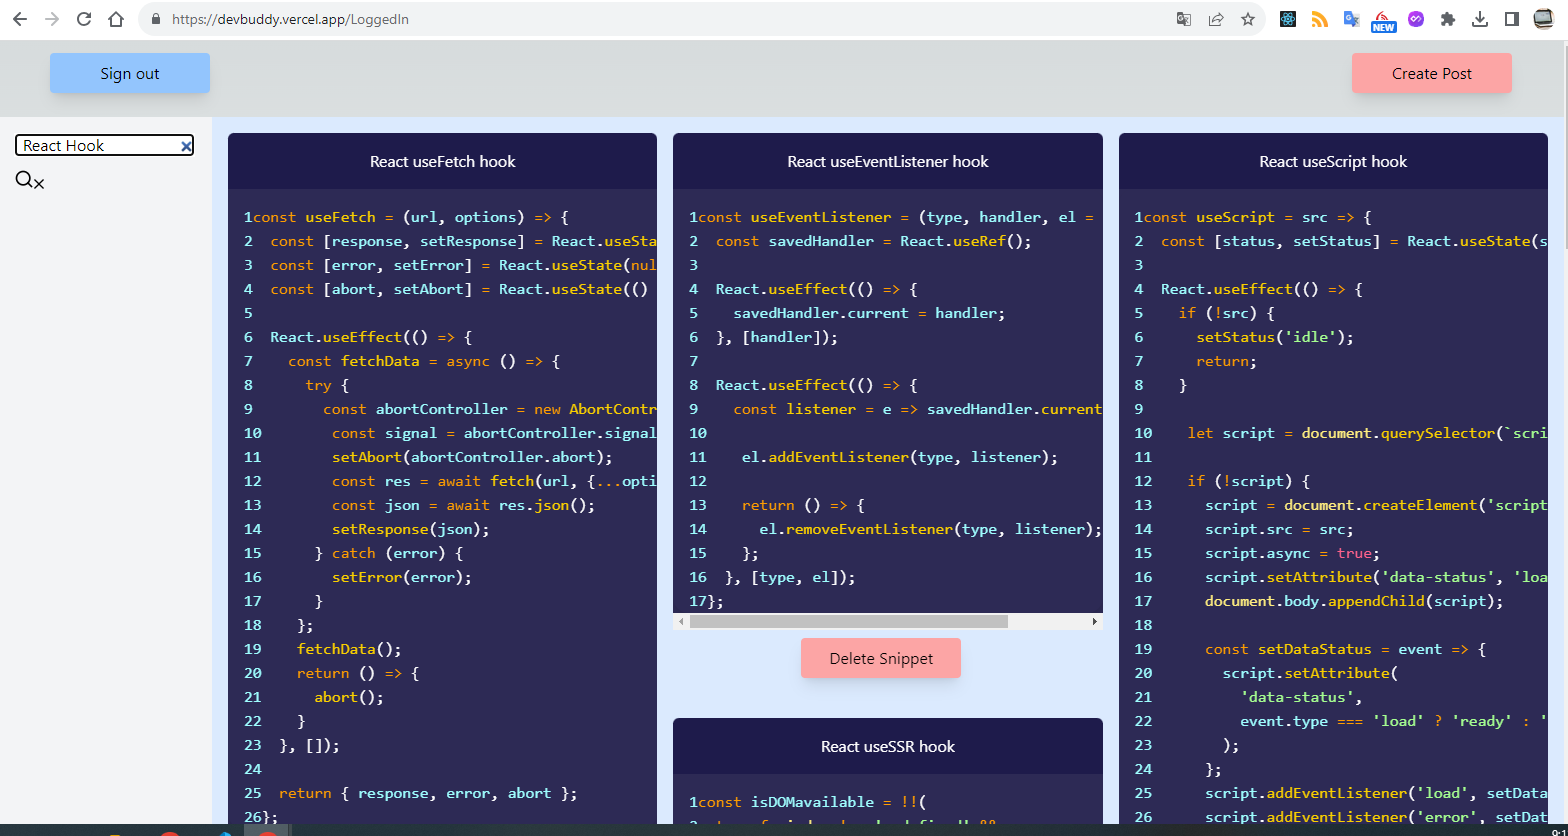 https://devbuddy.vercel.app/LoggedIn
NEW
Sign out
Create Post
React Hook
React useFetch hook
1const useFetch = (url, options) => {
2  const [response, setResponse] = React.useSta
3  const [error, setError] = React.useState(nul
4  const [abort, setAbort] = React.useState(()
5
6  React.useEffect(() => {
7    const fetchData = async () => {
8      try {
9        const abortController = new AbortContr
10        const signal = abortController.signal
11        setAbort(abortController.abort);
12        const res = await fetch(url, {...opti
13        const json = await res.json();
14        setResponse(json);
15      } catch (error) {
16        setError(error);
17      }
18    };
19    fetchData();
20    return () => {
21      abort();
22    }
23  }, []);
24
25  return { response, error, abort };
26};
React useEventListener hook
1const useEventListener = (type, handler, el =
2  const savedHandler = React.useRef();
3
4  React.useEffect(() => {
5    savedHandler.current = handler;
6  }, [handler]);
7
8  React.useEffect(() => {
9    const listener = e => savedHandler.current
10
11    el.addEventListener(type, listener);
12
13    return () => {
14      el.removeEventListener(type, listener);
15    };
16  }, [type, el]);
17};
Delete Snippet
React useSSR hook
1const isDOMavailable = !!(
React useScript hook
1const useScript = src => {
2  const [status, setStatus] = React.useState(s
3
4  React.useEffect(() => {
5    if (!src) {
6      setStatus('idle');
7      return;
8    }
9
10    let script = document.querySelector(`scri
11
12    if (!script) {
13      script = document.createElement('script
14      script.src = src;
15      script.async = true;
16      script.setAttribute('data-status', 'loa
17      document.body.appendChild(script);
18
19      const setDataStatus = event => {
20        script.setAttribute(
21          'data-status',
22          event.type === 'load' ? 'ready' : '
23        );
24      };
25      script.addEventListener('load', setData
26      script.addEventListener('error', setDat